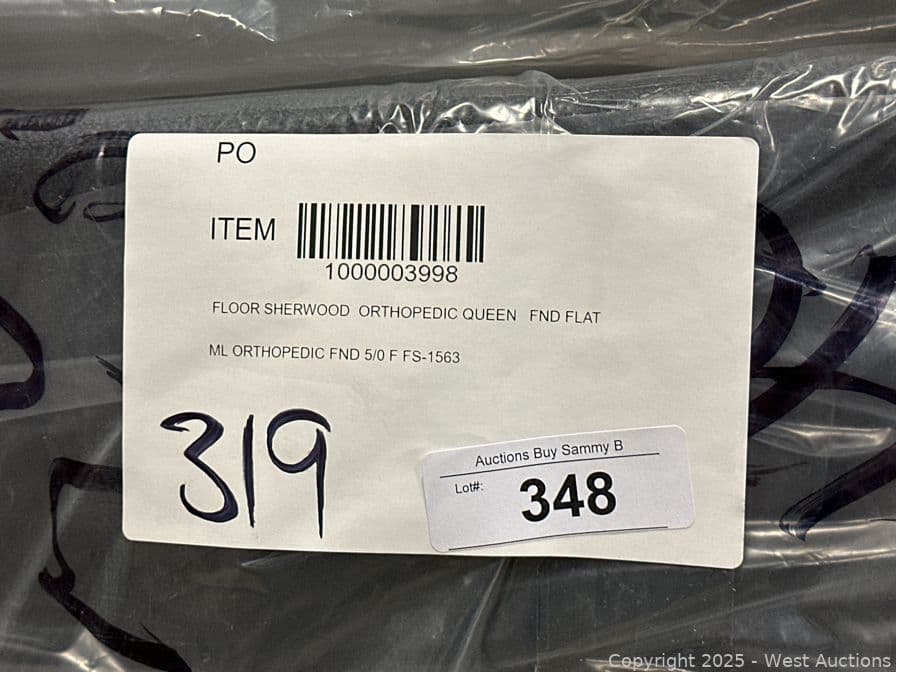 PO
ITEM
1000003998
FLOOR SHERWOOD ORTHOPEDIC QUEEN FND FLAT
ML ORTHOPEDIC FND 5/0 F FS-1563
319
Auctions Buy Sammy B
Lot#: 348
Copyright 2025 - West Auctions